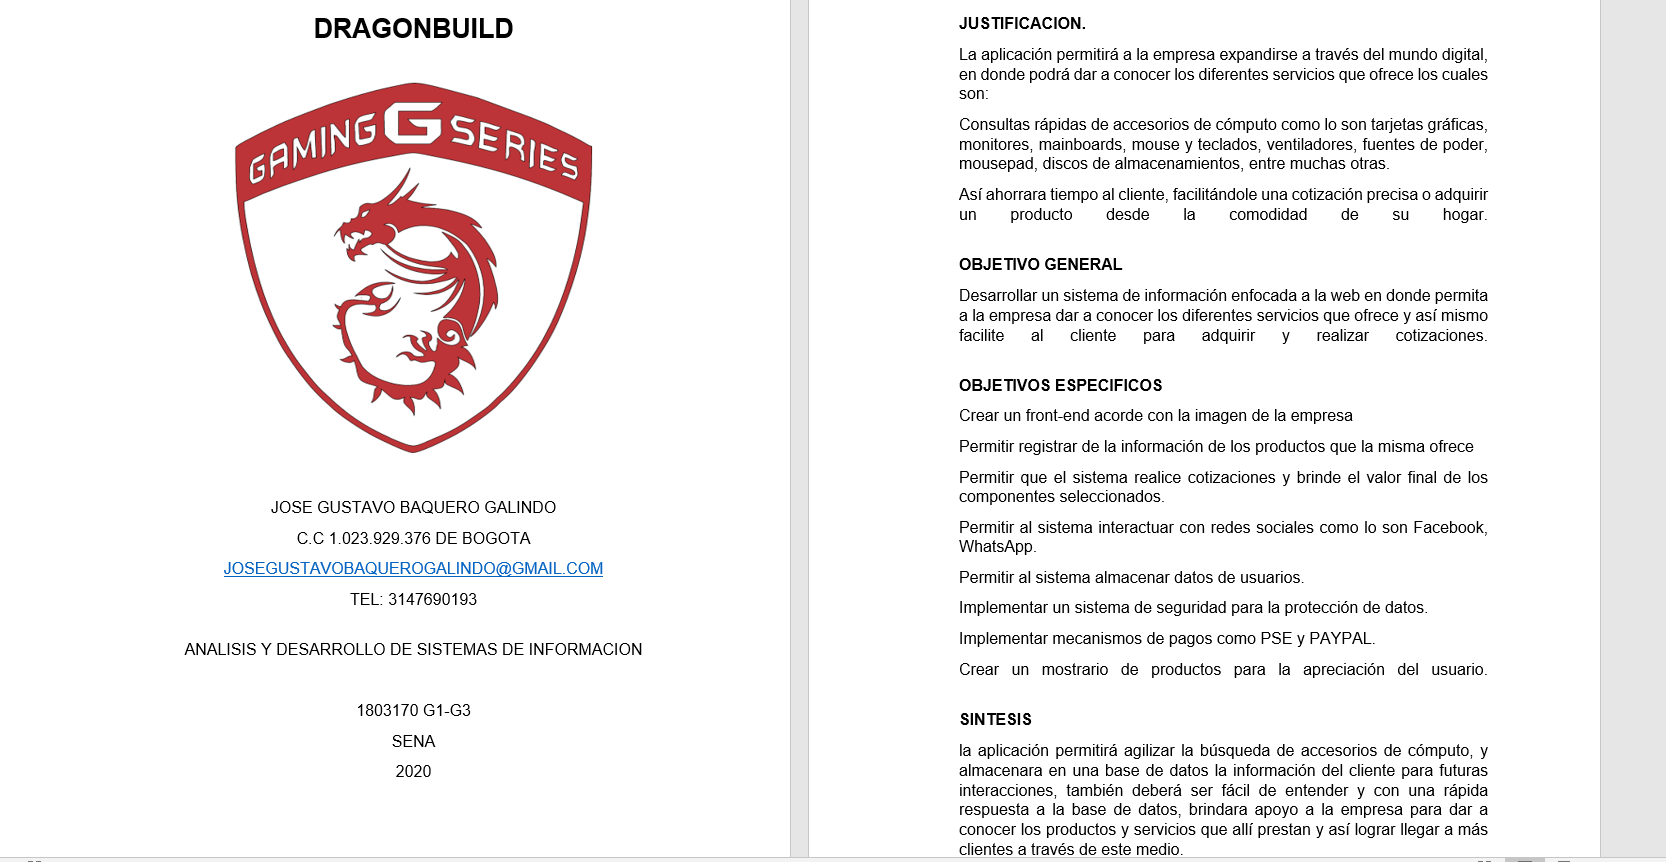 DRAGONBUILD
GAMING G SERIES
JOSE GUSTAVO BAQUERO GALINDO
C.C 1.023.929.376 DE BOGOTA
JOSEGUSTAVOBAQUEROGALINDO@GMAIL.COM
TEL: 3147690193
ANALISIS Y DESARROLLO DE SISTEMAS DE INFORMACION
1803170 G1-G3
SENA
2020
JUSTIFICACION.
La aplicación permitirá a la empresa expandirse a través del mundo digital,
en donde podrá dar a conocer los diferentes servicios que ofrece los cuales
son:
Consultas rápidas de accesorios de cómputo como lo son tarjetas gráficas,
monitores, mainboards, mouse y teclados, ventiladores, fuentes de poder,
mousepad, discos de almacenamientos, entre muchas otras.
Así ahorrara tiempo al cliente, facilitándole una cotización precisa o adquirir
un producto desde la comodidad de su hogar.
OBJETIVO GENERAL
Desarrollar un sistema de información enfocada a la web en donde permita
a la empresa dar a conocer los diferentes servicios que ofrece y así mismo
facilite al cliente para adquirir y realizar cotizaciones.
OBJETIVOS ESPECIFICOS
Crear un front-end acorde con la imagen de la empresa
Permitir registrar de la información de los productos que la misma ofrece
Permitir que el sistema realice cotizaciones y brinde el valor final de los
componentes seleccionados.
Permitir al sistema interactuar con redes sociales como lo son Facebook,
WhatsApp.
Permitir al sistema almacenar datos de usuarios.
Implementar un sistema de seguridad para la protección de datos.
Implementar mecanismos de pagos como PSE y PAYPAL.
Crear un mostrario de productos para la apreciación del usuario.
SINTESIS
la aplicación permitirá agilizar la búsqueda de accesorios de cómputo, y
almacenara en una base de datos la información del cliente para futuras
interacciones, también deberá ser fácil de entender y con una rápida
respuesta a la base de datos, brindara apoyo a la empresa para dar a
conocer los productos y servicios que allí prestan y así lograr llegar a más
clientes a través de este medio.